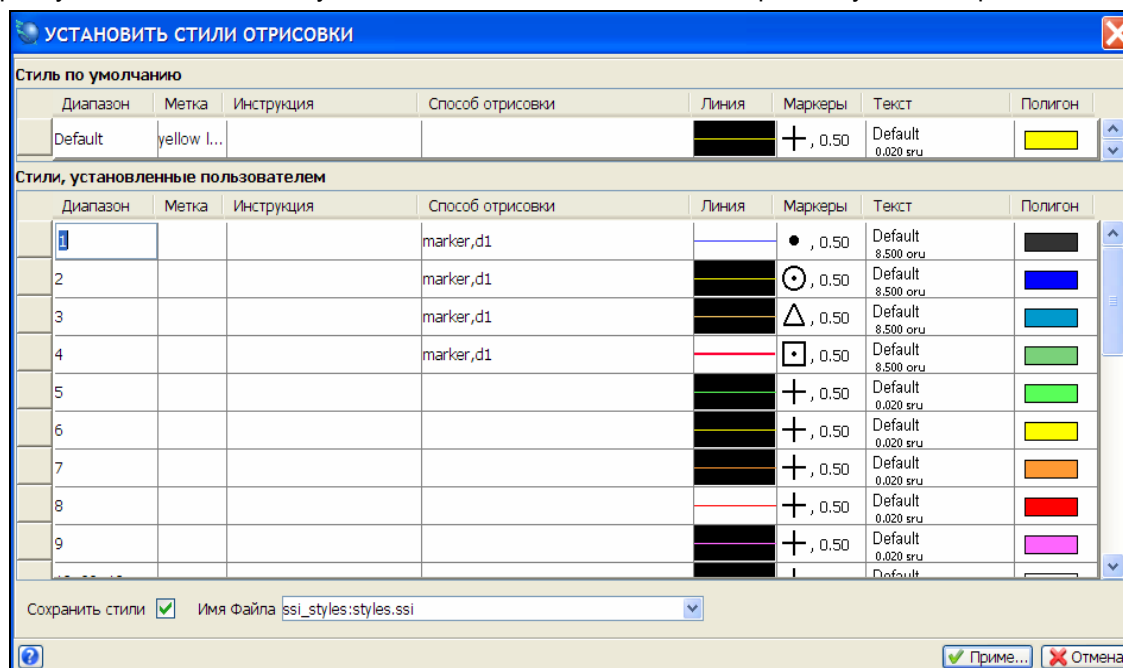 УСТАНОВИТЬ СТИЛИ ОТРИСОВКИ
Стиль по умолчанию
Диапазон Метка Инструкция Способ отрисовки Линия Маркеры Текст Полигон
Default yellow l... , 0.50 Default
0.020 sru
Стили, установленные пользователем
Диапазон Метка Инструкция Способ отрисовки Линия Маркеры Текст Полигон
1 marker,d1 , 0.50 Default
8.500 oru
2 marker,d1 , 0.50 Default
8.500 oru
3 marker,d1 , 0.50 Default
8.500 oru
4 marker,d1 , 0.50 Default
8.500 oru
5 , 0.50 Default
0.020 sru
6 , 0.50 Default
0.020 sru
7 , 0.50 Default
0.020 sru
8 , 0.50 Default
0.020 sru
9 , 0.50 Default
0.020 sru
Default
Сохранить стили Имя Файла ssi_styles:styles.ssi
Приме... Отмена